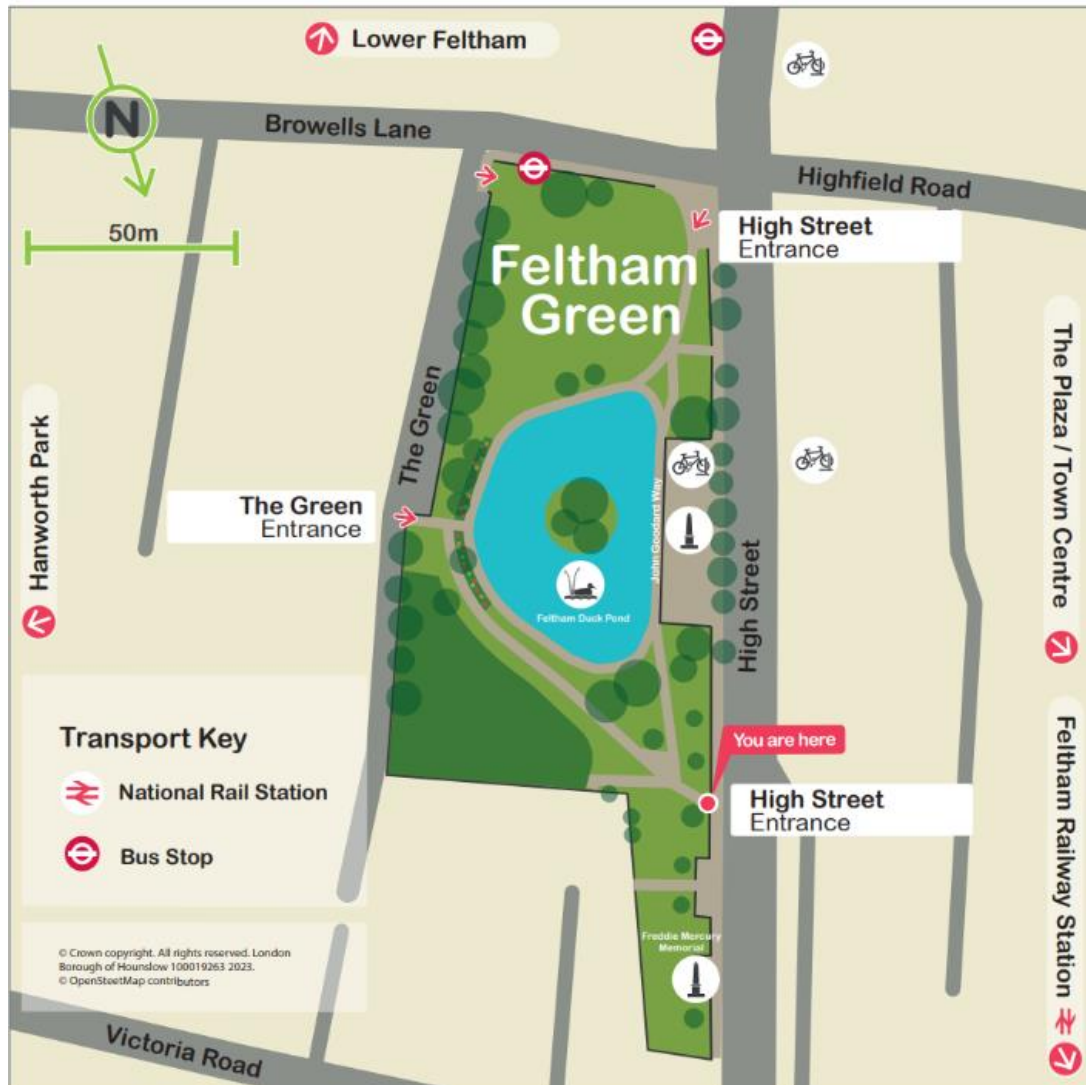 Lower Feltham
N
Browells Lane
Highfield Road
50m
High Street
Entrance
Feltham
Green
The Green
The Plaza / Town Centre
Hanworth Park
The Green
Entrance
John Goodard Way
Feltham Duck Pond
High Street
Transport Key
National Rail Station
Bus Stop
You are here
High Street
Entrance
Feltham Railway Station
Freddie Mercury
Memorial
© Crown copyright. All rights reserved. London
Borough of Hounslow 100019263 2023.
© OpenSteetMap contributors
Victoria Road